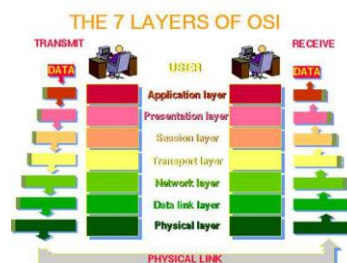 THE 7 LAYERS OF OSI
TRANSMIT
RECEIVE
DATA
USER
DATA
Application layer
Presentation layer
Session layer
Transport layer
Network layer
Data link layer
Physical layer
PHYSICAL LINK